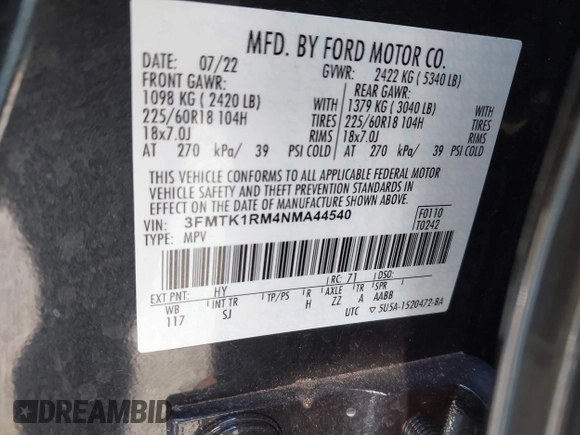 MFD. BY FORD MOTOR CO.
DATE: 07/22 GVWR: 2422 KG ( 5340 LB)
FRONT GAWR: REAR GAWR:
1098 KG ( 2420 LB) WITH 1379 KG ( 3040 LB) WITH
225/60R18 104H TIRES 225/60R18 104H TIRES
18x7.0J RIMS 18x7.0J RIMS
AT 270 kPa/ 39 PSI COLD AT 270 kPa/ 39 PSI COLD
THIS VEHICLE CONFORMS TO ALL APPLICABLE FEDERAL MOTOR
VEHICLE SAFETY AND THEFT PREVENTION STANDARDS IN
EFFECT ON THE DATE OF MANUFACTURE SHOWN ABOVE.
VIN: 3FMTK1RM4NMA44540 F0110
TYPE: MPV T0242
RC: 71 DSO:
EXT PNT: HY
WB INT TR TP/PS R AXLE TR SPR
117 SJ H ZZ A AABB
UTC ▽ 5U5A-1520472-BA
DREAMBID